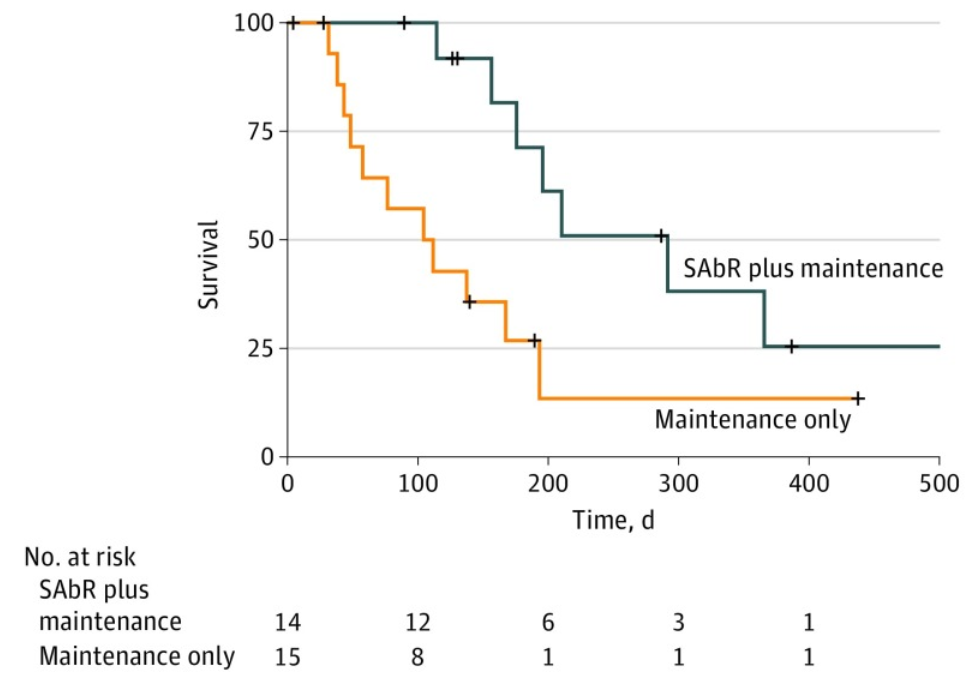 100
75
50
25
0
Survival
SAbR plus maintenance
Maintenance only
0 100 200 300 400 500
Time, d
No. at risk
SAbR plus
maintenance 14 12 6 3 1
Maintenance only 15 8 1 1 1